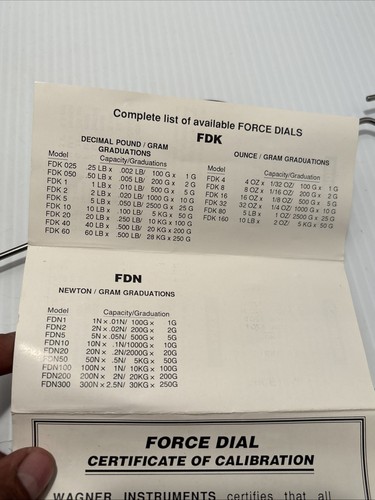 Complete list of available FORCE DIALS
FDK
DECIMAL POUND / GRAM
GRADUATIONS
Model Capacity/Graduations
FDK 025 .25 LB x .002 LB/ 100 G x 1 G
FDK 050 .50 LB x .005 LB/ 200 G x 2 G
FDK 1 1 LB x .010 LB/ 500 G x 5 G
FDK 2 2 LB x .020 LB/ 1000 G x 10 G
FDK 5 5 LB x .050 LB/ 2500 G x 25 G
FDK 10 10 LB x .100 LB/ 5 KG x 50 G
FDK 20 20 LB x .250 LB/ 10 KG x 100 G
FDK 40 40 LB x .500 LB/ 20 KG x 200 G
FDK 60 60 LB x .500 LB/ 28 KG x 250 G
OUNCE / GRAM GRADUATIONS
Model Capacity/Graduations
FDK 4 4 OZ x 1/32 OZ/ 100 G x 1 G
FDK 8 8 OZ x 1/16 OZ/ 200 G x 2 G
FDK 16 16 OZ x 1/8 OZ/ 500 G x 5 G
FDK 32 32 OZ x 1/4 OZ/ 1000 G x 10 G
FDK 80 5 LB x 1 OZ/ 2500 G x 25 G
FDK 160 10 LB x 2 OZ/ 5 KG x 50 G
FDN
NEWTON / GRAM GRADUATIONS
Model Capacity/Graduation
FDN1 1N x .01N/ 100G x 1G
FDN2 2N x .02N/ 200G x 2G
FDN5 5N x .05N/ 500G x 5G
FDN10 10N x .1N/1000G x 10G
FDN20 20N x .2N/2000G x 20G
FDN50 50N x .5N/ 5KG x 50G
FDN100 100N x 1N/ 10KG x 100G
FDN200 200N x 2N/ 20KG x 200G
FDN300 300N x 2.5N/ 30KG x 250G
FORCE DIAL
CERTIFICATE OF CALIBRATION
WAGNER INSTRUMENTS certifies that all